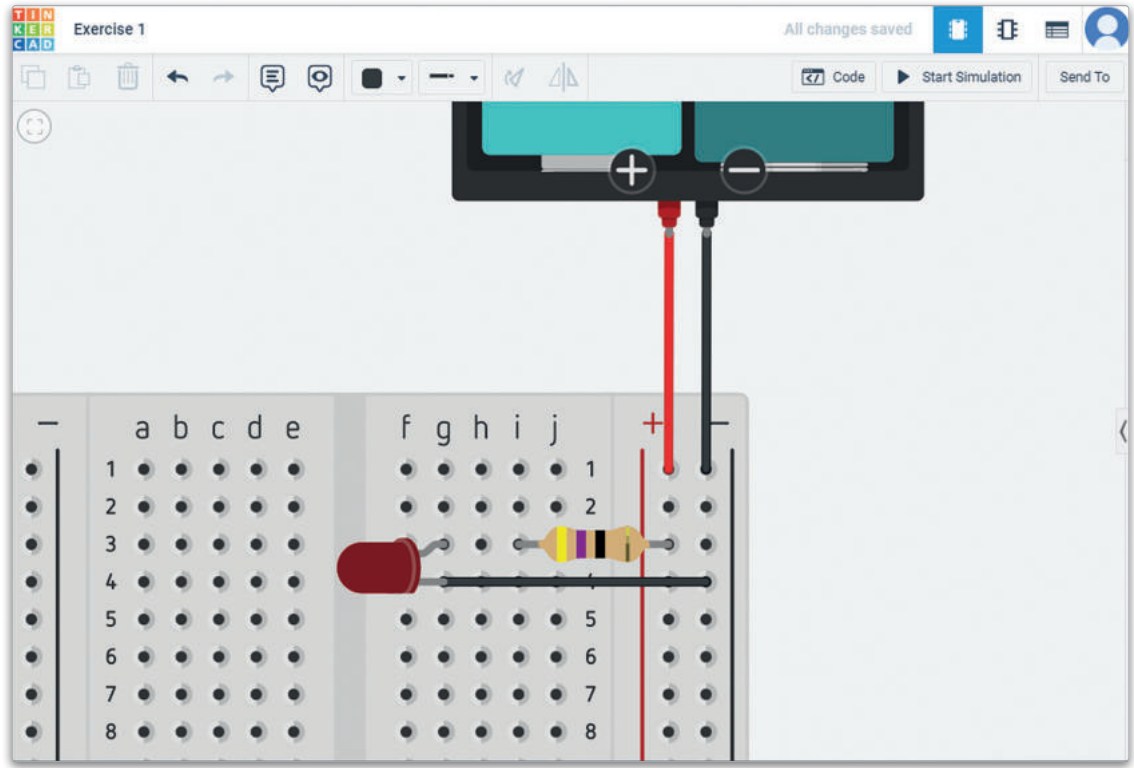 TIN
KER
CAD
Exercise 1
All changes saved
Code
Start Simulation
Send To
+ −
− a b c d e f g h i j + −
1 1
2 2
3
4 4
5 5
6 6
7 7
8 8